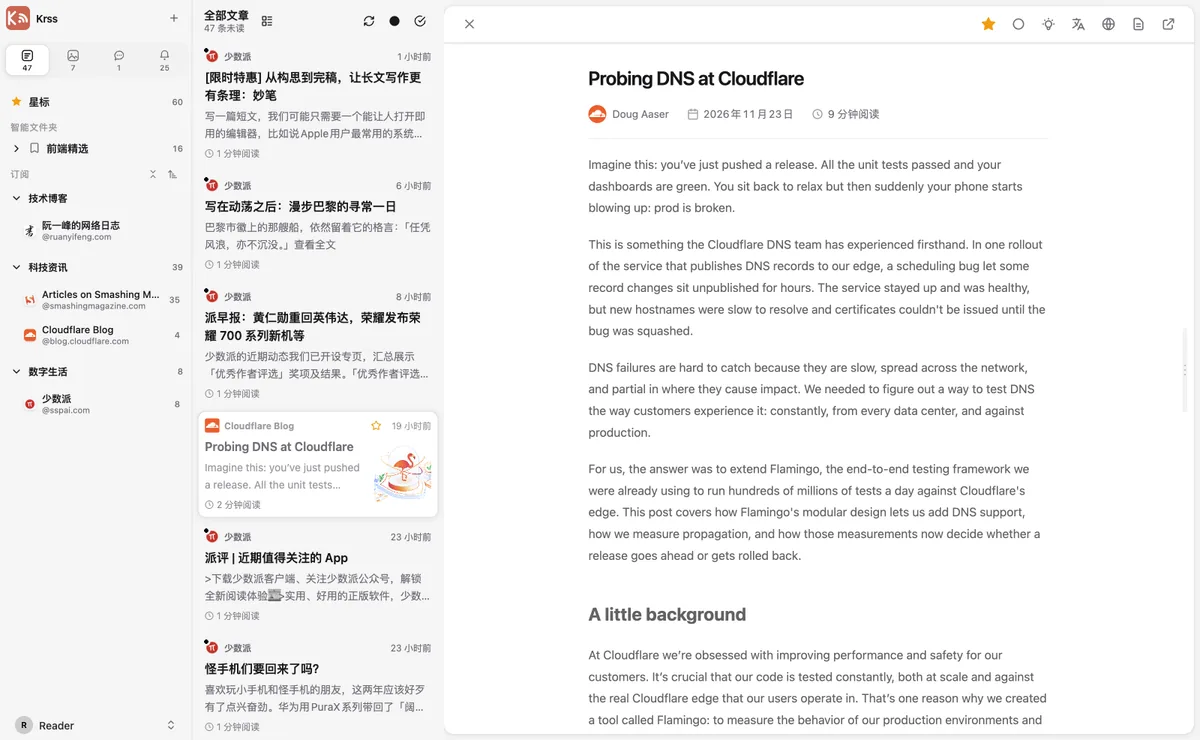 Krss
47
7
1
25
星标 60
智能文件夹
前端精选 16
订阅
技术博客
阮一峰的网络日志
@ruanyifeng.com
科技资讯 39
Articles on Smashing M... 35
@smashingmagazine.com
Cloudflare Blog 4
@blog.cloudflare.com
数字生活 8
少数派 8
@sspai.com
R Reader
全部文章
47 条未读
少数派 1 小时前
[限时特惠] 从构思到完稿，让长文写作更
有条理：妙笔
写一篇短文，我们可能只需要一个能让人打开即
用的编辑器，比如说 Apple 用户最常用的系统...
1 分钟阅读
少数派 6 小时前
写在动荡之后：漫步巴黎的寻常一日
巴黎市徽上的那艘船，依然留着它的格言：「任凭
风浪，亦不沉没。」查看全文
1 分钟阅读
少数派 8 小时前
派早报：黄仁勋重回英伟达，荣耀发布荣
耀 700 系列新机等
少数派的近期动态我们已开设专页，汇总展示
「优秀作者评选」奖项及结果。「优秀作者评选...
1 分钟阅读
Cloudflare Blog 19 小时前
Probing DNS at Cloudflare
Imagine this: you've just pushed
a release. All the unit tests...
2 分钟阅读
少数派 23 小时前
派评 | 近期值得关注的 App
>下载少数派客户端、关注少数派公众号，解锁
全新阅读体验>实用、好用的正版软件，少数...
1 分钟阅读
少数派 23 小时前
怪手机们要回来了吗?
喜欢玩小手机和怪手机的朋友，这两年应该好歹
有了点兴奋劲。华为用 Pura X 系列带回了「阔...
1 分钟阅读
Probing DNS at Cloudflare
Doug Aaser 2026年11月23日 9 分钟阅读
Imagine this: you've just pushed a release. All the unit tests passed and your
dashboards are green. You sit back to relax but then suddenly your phone starts
blowing up: prod is broken.
This is something the Cloudflare DNS team has experienced firsthand. In one rollout
of the service that publishes DNS records to our edge, a scheduling bug let some
record changes sit unpublished for hours. The service stayed up and was healthy,
but new hostnames were slow to resolve and certificates couldn't be issued until the
bug was squashed.
DNS failures are hard to catch because they are slow, spread across the network,
and partial in where they cause impact. We needed to figure out a way to test DNS
the way customers experience it: constantly, from every data center, and against
production.
For us, the answer was to extend Flamingo, the end-to-end testing framework we
were already using to run hundreds of millions of tests a day against Cloudflare's
edge. This post covers how Flamingo's modular design lets us add DNS support,
how we measure propagation, and how those measurements now decide whether a
release goes ahead or gets rolled back.
A little background
At Cloudflare we're obsessed with improving performance and safety for our
customers. It's crucial that our code is tested constantly, both at scale and against
the real Cloudflare edge that our users operate in. That's one reason why we created
a tool called Flamingo: to measure the behavior of our production environments and